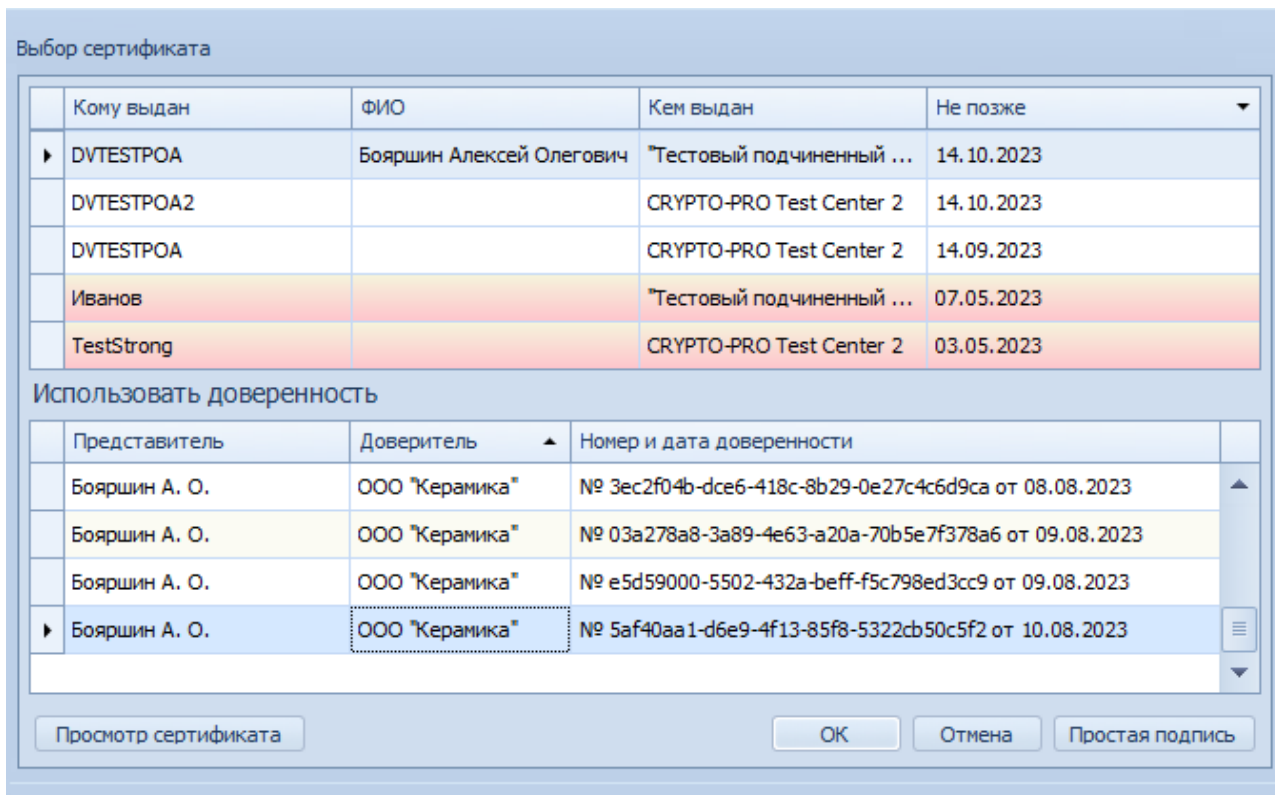 Выбор сертификата
Кому выдан ФИО Кем выдан Не позже
DVTESTPOA Бояршин Алексей Олегович "Тестовый подчиненный ... 14.10.2023
DVTESTPOA2 CRYPTO-PRO Test Center 2 14.10.2023
DVTESTPOA CRYPTO-PRO Test Center 2 14.09.2023
Иванов "Тестовый подчиненный ... 07.05.2023
TestStrong CRYPTO-PRO Test Center 2 03.05.2023
Использовать доверенность
Представитель Доверитель Номер и дата доверенности
Бояршин А. О. ООО "Керамика" № 3ec2f04b-dce6-418c-8b29-0e27c4c6d9ca от 08.08.2023
Бояршин А. О. ООО "Керамика" № 03a278a8-3a89-4e63-a20a-70b5e7f378a6 от 09.08.2023
Бояршин А. О. ООО "Керамика" № e5d59000-5502-432a-beff-f5c798ed3cc9 от 09.08.2023
Бояршин А. О. ООО "Керамика" № 5af40aa1-d6e9-4f13-85f8-5322cb50c5f2 от 10.08.2023
Просмотр сертификата ОК Отмена Простая подпись